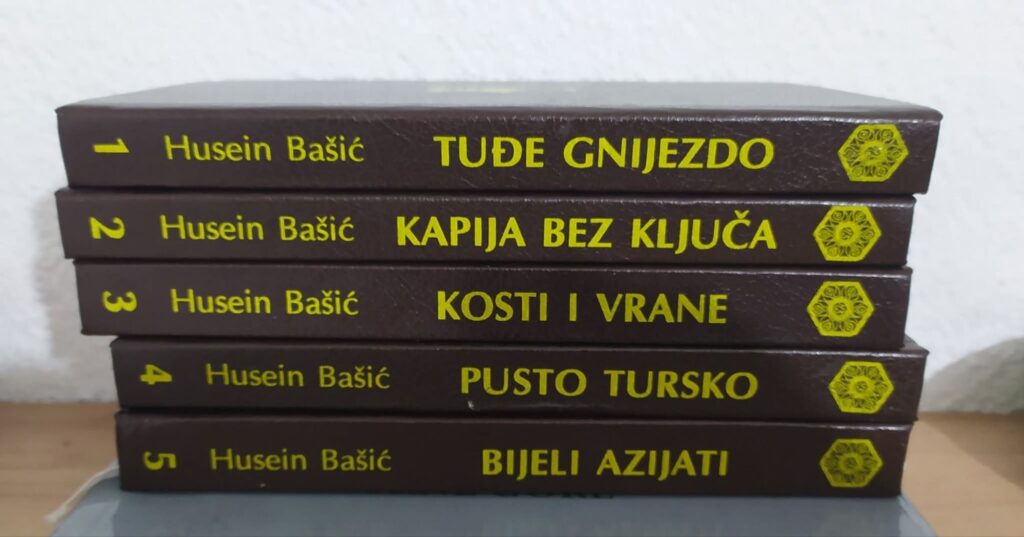 1 Husein Bašić TUĐE GNIJEZDO
2 Husein Bašić KAPIJA BEZ KLJUČA
3 Husein Bašić KOSTI I VRANE
4 Husein Bašić PUSTO TURSKO
5 Husein Bašić BIJELI AZIJATI